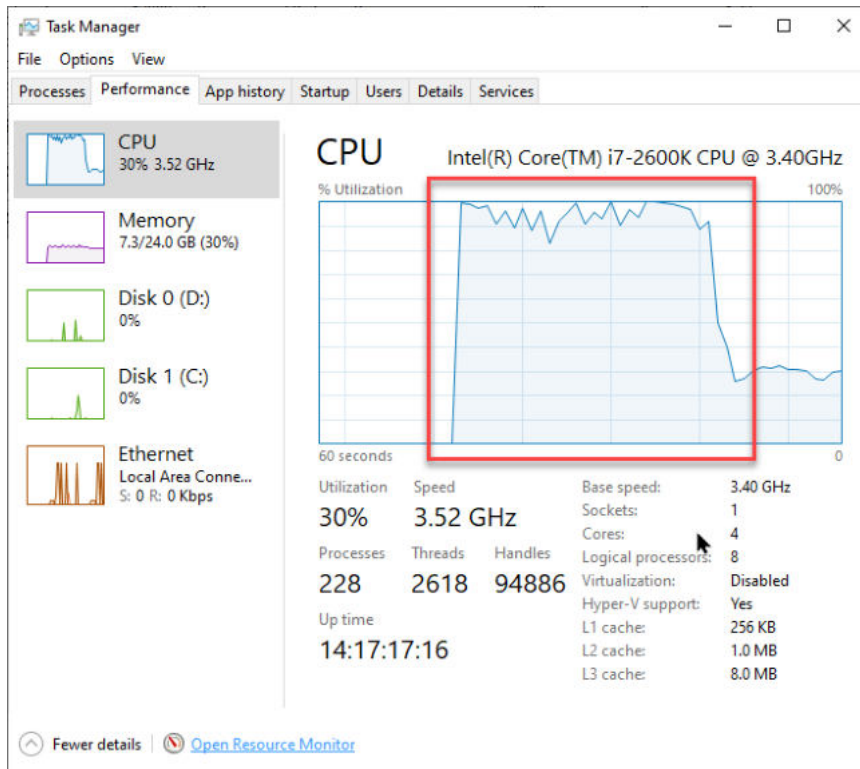 Task Manager
File Options View
Processes Performance App history Startup Users Details Services
CPU
30% 3.52 GHz
Memory
7.3/24.0 GB (30%)
Disk 0 (D:)
0%
Disk 1 (C:)
0%
Ethernet
Local Area Conne...
S: 0 R: 0 Kbps
CPU Intel(R) Core(TM) i7-2600K CPU @ 3.40GHz
% Utilization 100%
60 seconds 0
Utilization Speed
30% 3.52 GHz
Processes Threads Handles
228 2618 94886
Up time
14:17:17:16
Base speed: 3.40 GHz
Sockets: 1
Cores: 4
Logical processors: 8
Virtualization: Disabled
Hyper-V support: Yes
L1 cache: 256 KB
L2 cache: 1.0 MB
L3 cache: 8.0 MB
Fewer details Open Resource Monitor